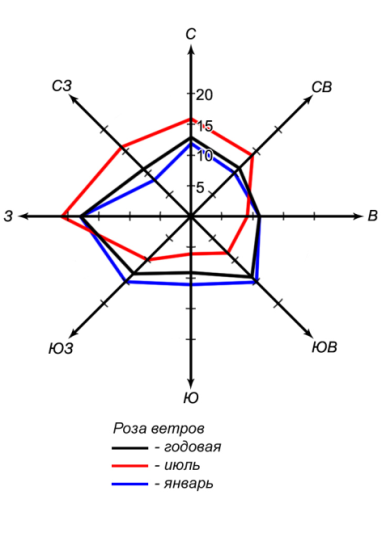 С
СЗ
СВ
20
15
10
5
З
В
ЮЗ
ЮВ
Ю
Роза ветров
- годовая
- июль
- январь